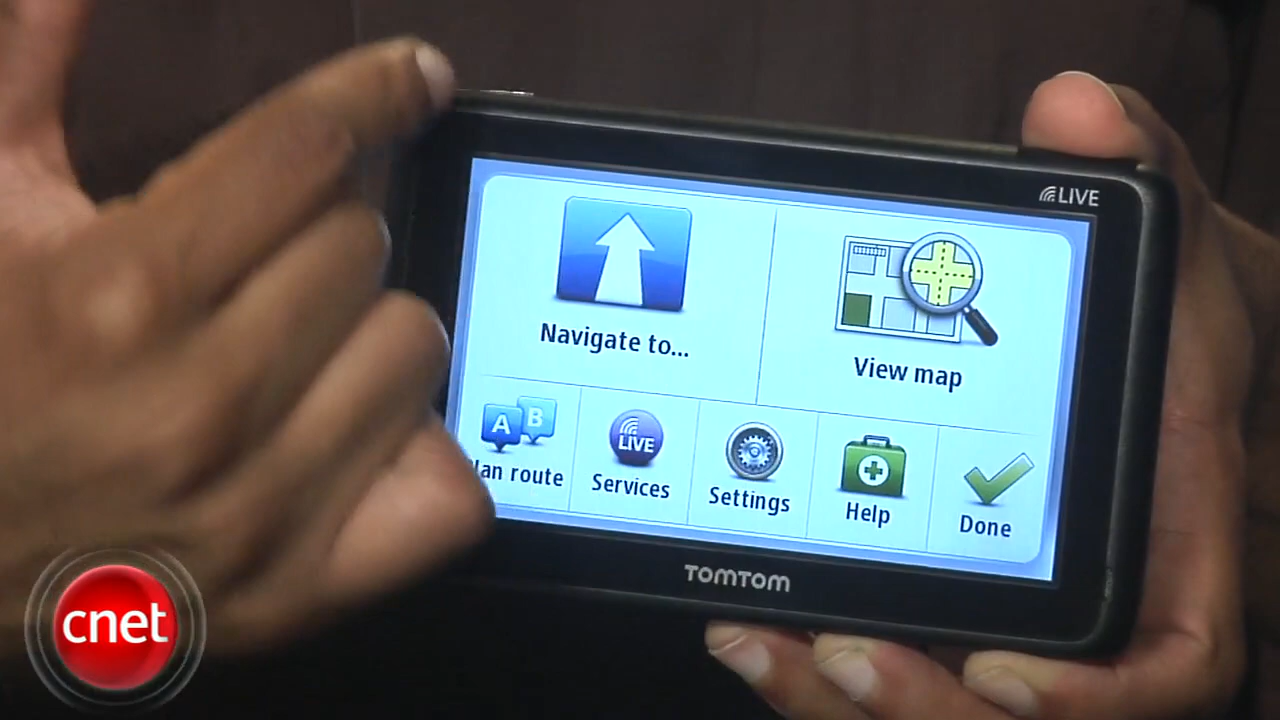 LIVE
Navigate to...
View map
A B
LIVE
lan route
Services
Settings
Help
Done
TOMTOM
cnet